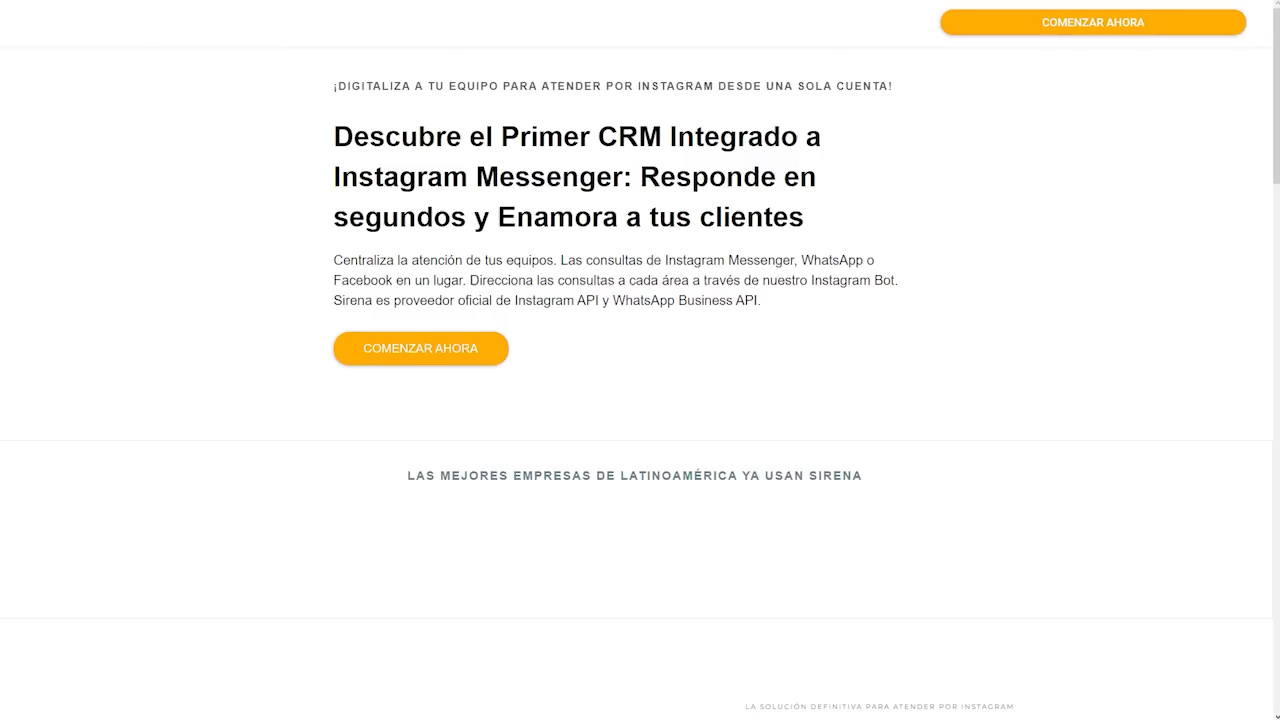 COMENZAR AHORA
¡DIGITALIZA A TU EQUIPO PARA ATENDER POR INSTAGRAM DESDE UNA SOLA CUENTA!
Descubre el Primer CRM Integrado a
Instagram Messenger: Responde en
segundos y Enamora a tus clientes
Centraliza la atención de tus equipos. Las consultas de Instagram Messenger, WhatsApp o
Facebook en un lugar. Direcciona las consultas a cada área a través de nuestro Instagram Bot.
Sirena es proveedor oficial de Instagram API y WhatsApp Business API.
COMENZAR AHORA
LAS MEJORES EMPRESAS DE LATINOAMÉRICA YA USAN SIRENA
LA SOLUCIÓN DEFINITIVA PARA ATENDER POR INSTAGRAM